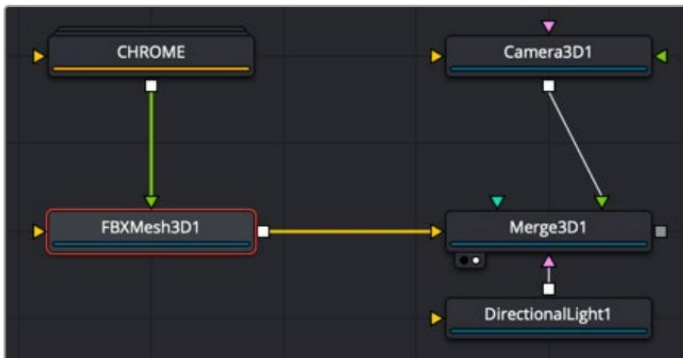 CHROME
Camera3D1
FBXMesh3D1
Merge3D1
DirectionalLight1